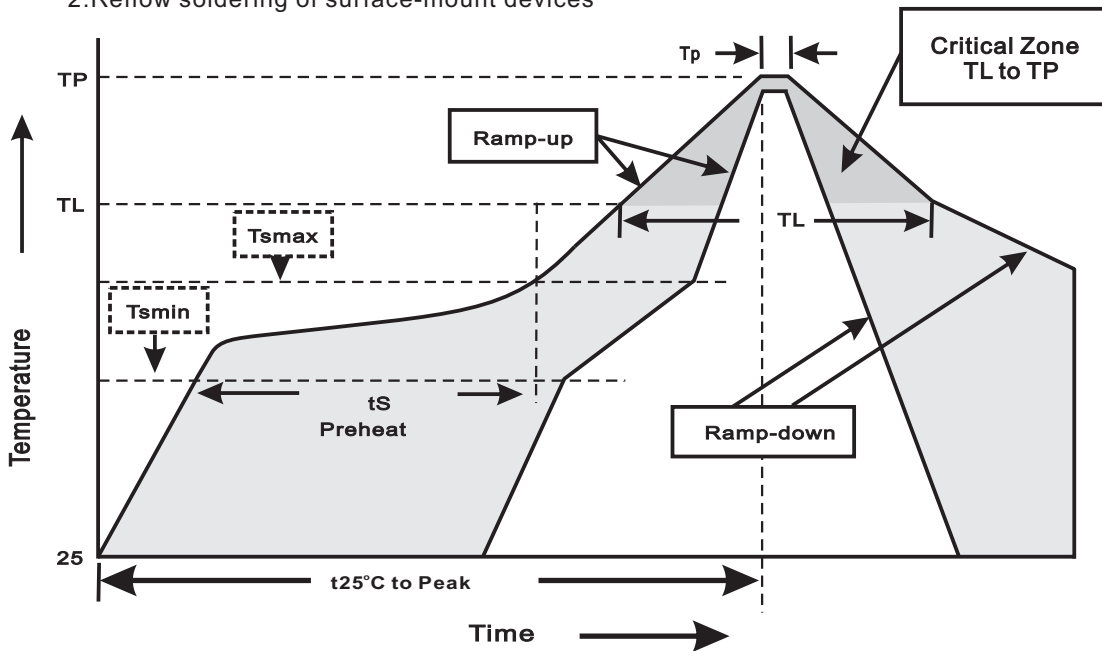 2.Reflow soldering of surface-mount devices
Tp
Critical Zone
TL to TP
TP
Ramp-up
TL
TL
Tsmax
Tsmin
tS
Preheat
Ramp-down
Temperature
25
t25°C to Peak
Time